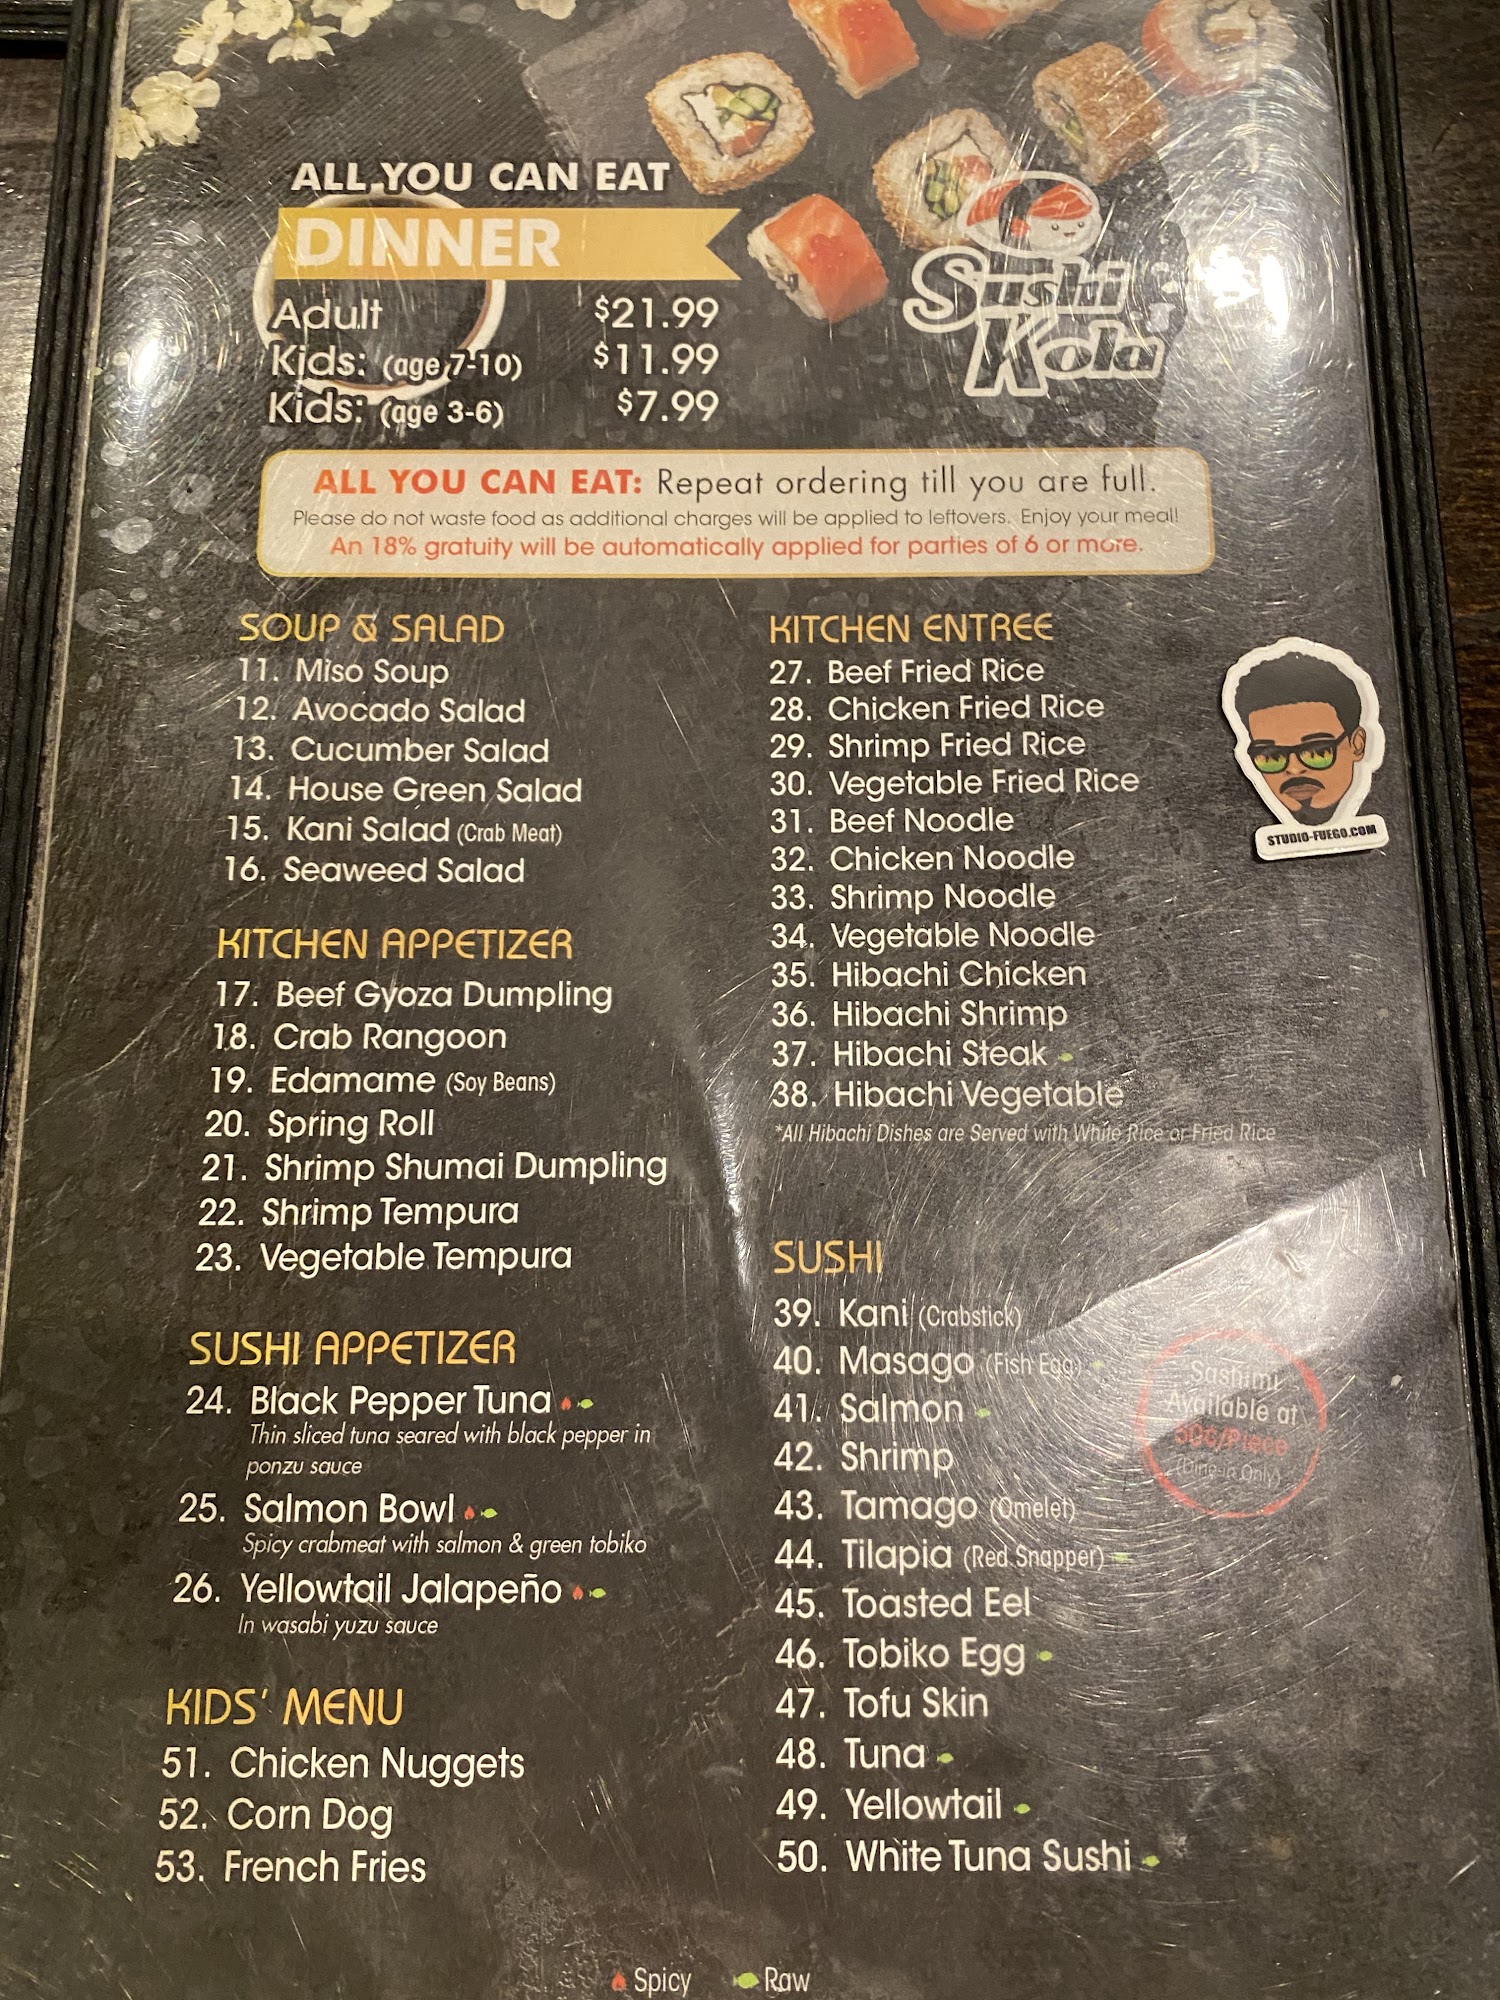 ALL YOU CAN EAT
DINNER
Adult $21.99
Kids: (age 7-10) $11.99
Kids: (age 3-6) $7.99
Sushi
Kola
ALL YOU CAN EAT: Repeat ordering till you are full.
Please do not waste food as additional charges will be applied to leftovers. Enjoy your meal!
An 18% gratuity will be automatically applied for parties of 6 or more.
SOUP & SALAD
11. Miso Soup
12. Avocado Salad
13. Cucumber Salad
14. House Green Salad
15. Kani Salad (Crab Meat)
16. Seaweed Salad
KITCHEN APPETIZER
17. Beef Gyoza Dumpling
18. Crab Rangoon
19. Edamame (Soy Beans)
20. Spring Roll
21. Shrimp Shumai Dumpling
22. Shrimp Tempura
23. Vegetable Tempura
SUSHI APPETIZER
24. Black Pepper Tuna
Thin sliced tuna seared with black pepper in
ponzu sauce
25. Salmon Bowl
Spicy crabmeat with salmon & green tobiko
26. Yellowtail Jalapeño
In wasabi yuzu sauce
KIDS' MENU
51. Chicken Nuggets
52. Corn Dog
53. French Fries
KITCHEN ENTREE
27. Beef Fried Rice
28. Chicken Fried Rice
29. Shrimp Fried Rice
30. Vegetable Fried Rice
31. Beef Noodle
32. Chicken Noodle
33. Shrimp Noodle
34. Vegetable Noodle
35. Hibachi Chicken
36. Hibachi Shrimp
37. Hibachi Steak
38. Hibachi Vegetable
*All Hibachi Dishes are Served with White Rice or Fried Rice
STUDIO-FUEGO.COM
SUSHI
39. Kani (Crabstick)
40. Masago (Fish Egg)
41. Salmon
42. Shrimp
43. Tamago (Omelet)
44. Tilapia (Red Snapper)
45. Toasted Eel
46. Tobiko Egg
47. Tofu Skin
48. Tuna
49. Yellowtail
50. White Tuna Sushi
Sashimi
Available at
50¢/Piece
(Dine-in Only)
Spicy Raw